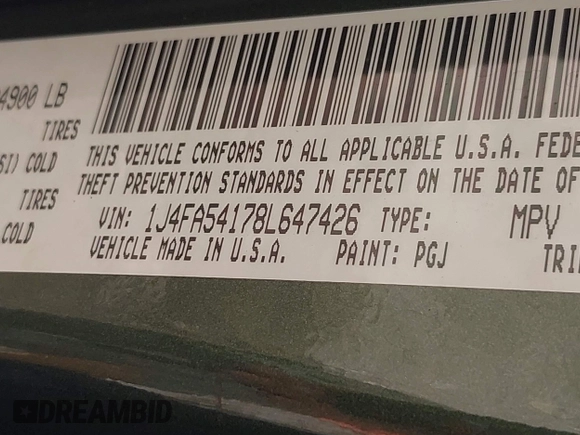 4900 LB
TIRES
SI) COLD
TIRES
COLD
THIS VEHICLE CONFORMS TO ALL APPLICABLE U.S.A. FEDE
THEFT PREVENTION STANDARDS IN EFFECT ON THE DATE OF
VIN: 1J4FA54178L647426 TYPE: MPV
VEHICLE MADE IN U.S.A. PAINT: PGJ TRI
DREAMBID